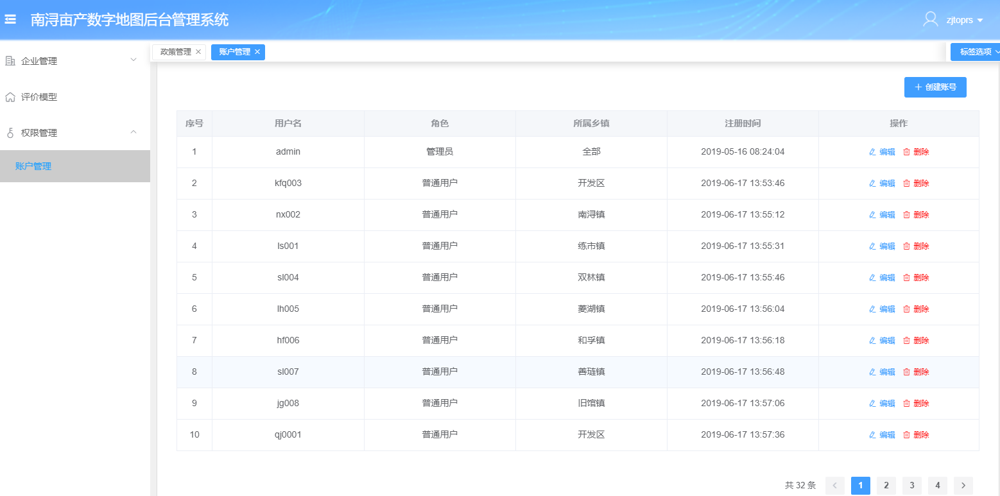 南浔亩产数字地图后台管理系统
zjtoprs
企业管理
评价模型
权限管理
账户管理
政策管理 账户管理 标签选项
创建账号
序号 用户名 角色 所属乡镇 注册时间 操作
1 admin 管理员 全部 2019-05-16 08:24:04 编辑 删除
2 kfq003 普通用户 开发区 2019-06-17 13:53:46 编辑 删除
3 nx002 普通用户 南浔镇 2019-06-17 13:55:12 编辑 删除
4 ls001 普通用户 练市镇 2019-06-17 13:55:31 编辑 删除
5 sl004 普通用户 双林镇 2019-06-17 13:55:46 编辑 删除
6 lh005 普通用户 菱湖镇 2019-06-17 13:56:04 编辑 删除
7 hf006 普通用户 和孚镇 2019-06-17 13:56:18 编辑 删除
8 sl007 普通用户 善琏镇 2019-06-17 13:56:48 编辑 删除
9 jg008 普通用户 旧馆镇 2019-06-17 13:57:06 编辑 删除
10 qj0001 普通用户 开发区 2019-06-17 13:57:36 编辑 删除
共 32 条 1 2 3 4